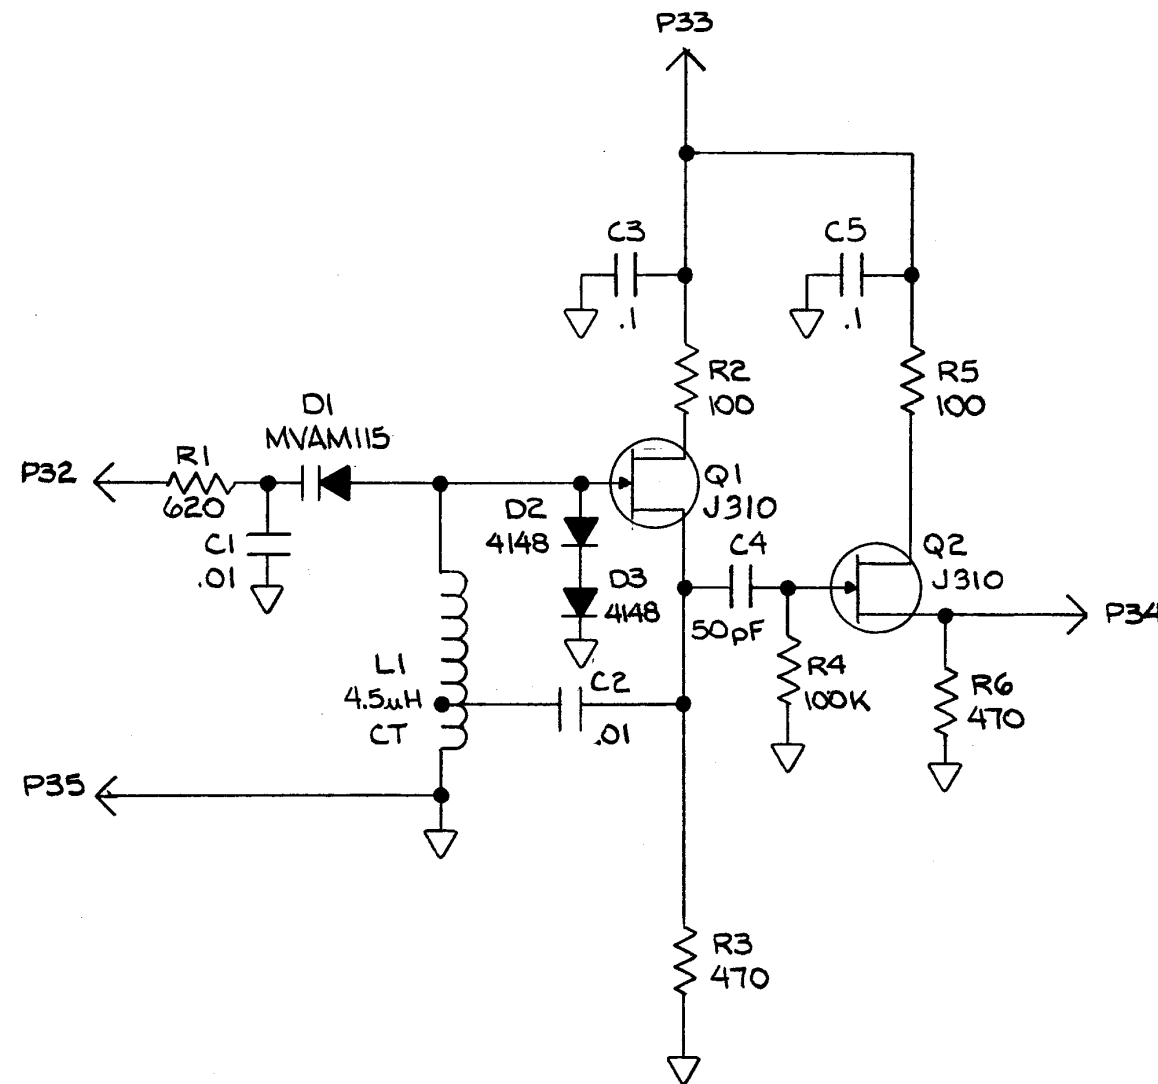 P33
C3
.1
C5
.1
R2
100
R5
100
D1
MVAM115
P32
R1
620
C1
.01
D2
4148
D3
4148
Q1
J310
C4
50pF
Q2
J310
P34
L1
4.5uH
CT
C2
.01
R4
100K
R6
470
P35
R3
470